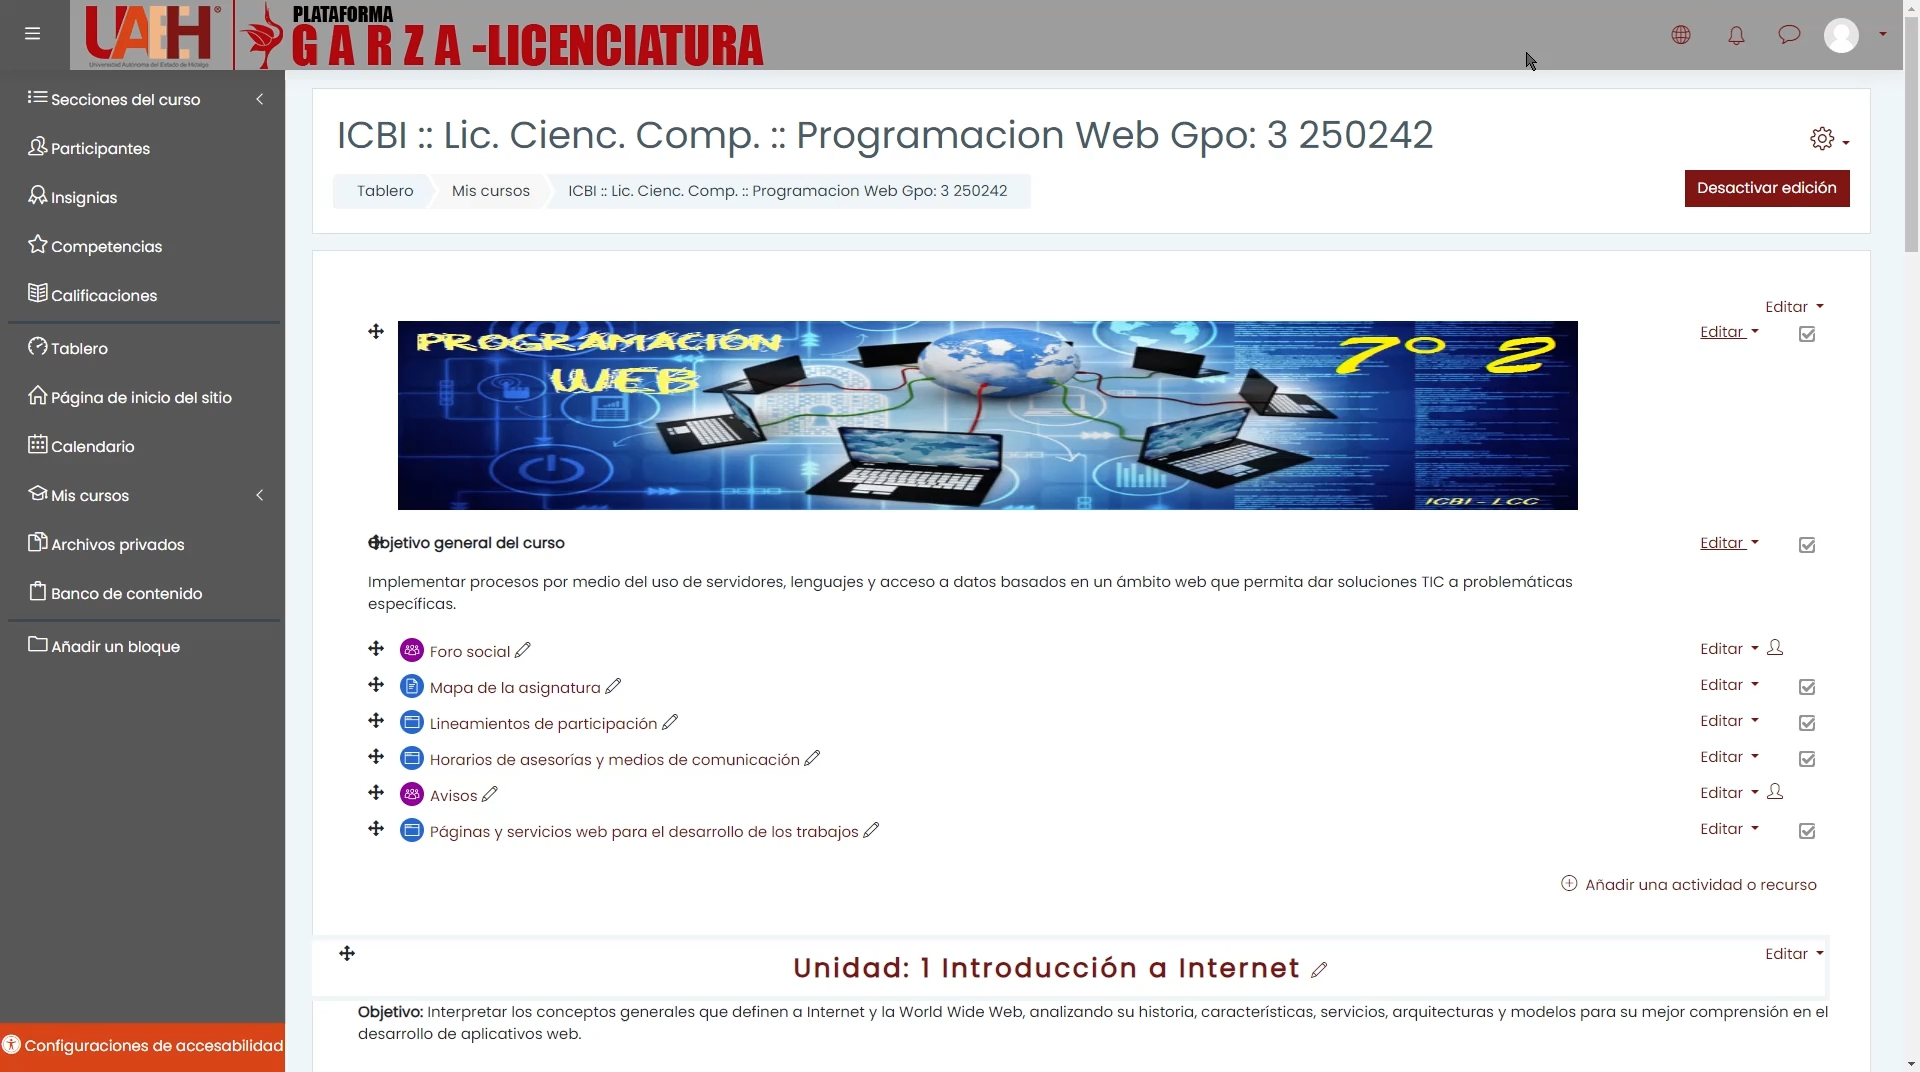 UAEH®
Universidad Autónoma del Estado de Hidalgo
PLATAFORMA
GARZA -LICENCIATURA
Secciones del curso
Participantes
Insignias
Competencias
Calificaciones
Tablero
Página de inicio del sitio
Calendario
Mis cursos
Archivos privados
Banco de contenido
Añadir un bloque
Configuraciones de accesabilidad
ICBI :: Lic. Cienc. Comp. :: Programacion Web Gpo: 3 250242
Tablero
Mis cursos
ICBI :: Lic. Cienc. Comp. :: Programacion Web Gpo: 3 250242
Desactivar edición
Editar
Editar
PROGRAMACIÓN
WEB
7° 2
ICBI - LCC
Objetivo general del curso
Editar
Implementar procesos por medio del uso de servidores, lenguajes y acceso a datos basados en un ámbito web que permita dar soluciones TIC a problemáticas
específicas.
Foro social
Editar
Mapa de la asignatura
Editar
Lineamientos de participación
Editar
Horarios de asesorías y medios de comunicación
Editar
Avisos
Editar
Páginas y servicios web para el desarrollo de los trabajos
Editar
Añadir una actividad o recurso
Editar
Unidad: 1 Introducción a Internet
Objetivo: Interpretar los conceptos generales que definen a Internet y la World Wide Web, analizando su historia, características, servicios, arquitecturas y modelos para su mejor comprensión en el
desarrollo de aplicativos web.